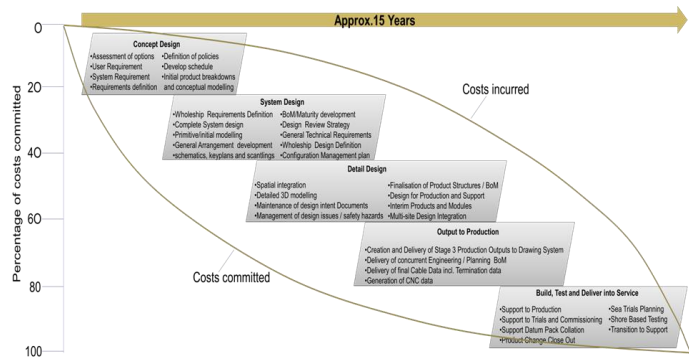 Approx.15 Years
Percentage of costs committed
0
20
40
60
80
100
Costs incurred
Costs committed
Concept Design
•Assessment of options
•User Requirement
•System Requirement
•Requirements definition
•Definition of policies
•Develop schedule
•Initial product breakdowns
and conceptual modelling
System Design
•Wholeship Requirements Definition
•Complete System design
•Primitive/initial modelling
•General Arrangement development
•schematics, keyplans and scantlings
•BoM/Maturity development
•Design Review Strategy
•General Technical Requirements
•Wholeship Design Definition
•Configuration Management plan
Detail Design
•Spatial integration
•Detailed 3D modelling
•Maintenance of design intent Documents
•Management of design issues / safety hazards
•Finalisation of Product Structures / BoM
•Design for Production and Support
•Interim Products and Modules
•Multi-site Design Integration
Output to Production
•Creation and Delivery of Stage 3 Production Outputs to Drawing System
•Delivery of concurrent Engineering / Planning BoM
•Delivery of final Cable Data incl. Termination data
•Generation of CNC data
Build, Test and Deliver into Service
•Support to Production
•Support to Trials and Commissioning
•Support Datum Pack Collation
•Product Change Close Out
•Sea Trials Planning
•Shore Based Testing
•Transition to Support